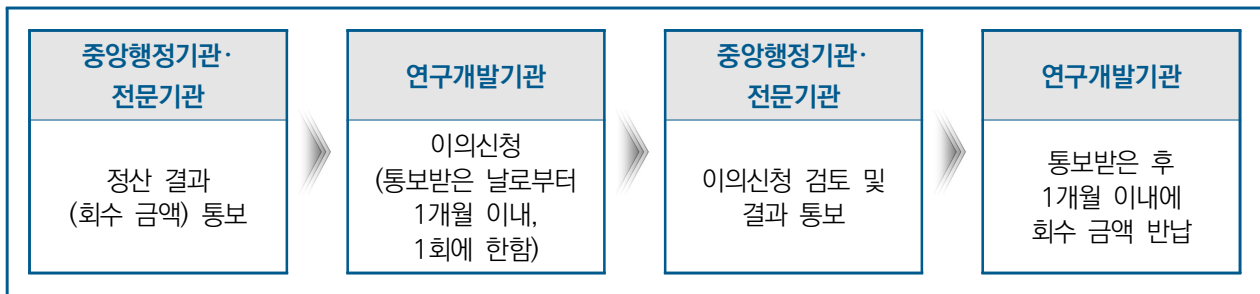 중앙행정기관·
전문기관
정산 결과
(회수 금액) 통보
연구개발기관
이의신청
(통보받은 날로부터
1개월 이내,
1회에 한함)
중앙행정기관·
전문기관
이의신청 검토 및
결과 통보
연구개발기관
통보받은 후
1개월 이내에
회수 금액 반납